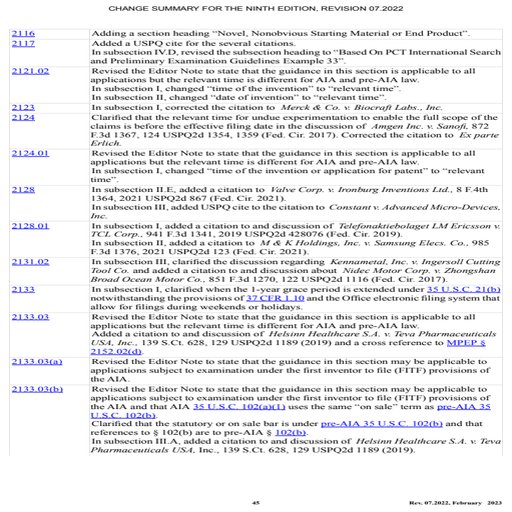 CHANGE SUMMARY FOR THE NINTH EDITION, REVISION 07.2022
2116 Adding a section heading “Novel, Nonobvious Starting Material or End Product”.
2117 Added a USPQ cite for the several citations.
In subsection IV.D, revised the subsection heading to “Based On PCT International Search
and Preliminary Examination Guidelines Example 33”.
2121.02 Revised the Editor Note to state that the guidance in this section is applicable to all
applications but the relevant time is different for AIA and pre-AIA law.
In subsection I, changed “time of the invention” to “relevant time”.
In subsection II, changed “date of invention” to “relevant time”.
2123 In subsection I, corrected the citation to Merck & Co. v. Biocraft Labs., Inc.
2124 Clarified that the relevant time for undue experimentation to enable the full scope of the
claims is before the effective filing date in the discussion of Amgen Inc. v. Sanofi, 872
F.3d 1367, 124 USPQ2d 1354, 1359 (Fed. Cir. 2017). Corrected the citation to Ex parte
Erlich.
2124.01 Revised the Editor Note to state that the guidance in this section is applicable to all
applications but the relevant time is different for AIA and pre-AIA law.
In subsection I, changed “time of the invention or application for patent” to “relevant
time”.
2128 In subsection II.E, added a citation to Valve Corp. v. Ironburg Inventions Ltd., 8 F.4th
1364, 2021 USPQ2d 867 (Fed. Cir. 2021).
In subsection III, added USPQ cite to the citation to Constant v. Advanced Micro-Devices,
Inc.
2128.01 In subsection I, added a citation to and discussion of Telefonaktiebolaget LM Ericsson v.
TCL Corp., 941 F.3d 1341, 2019 USPQ2d 428076 (Fed. Cir. 2019).
In subsection II, added a citation to M & K Holdings, Inc. v. Samsung Elecs. Co., 985
F.3d 1376, 2021 USPQ2d 123 (Fed. Cir. 2021).
2131.02 In subsection III, clarified the discussion regarding Kennametal, Inc. v. Ingersoll Cutting
Tool Co. and added a citation to and discussion about Nidec Motor Corp. v. Zhongshan
Broad Ocean Motor Co., 851 F.3d 1270, 122 USPQ2d 1116 (Fed. Cir. 2017).
2133 In subsection I, clarified when the 1-year grace period is extended under 35 U.S.C. 21(b)
notwithstanding the provisions of 37 CFR 1.10 and the Office electronic filing system that
allow for filings during weekends or holidays.
2133.03 Revised the Editor Note to state that the guidance in this section is applicable to all
applications but the relevant time is different for AIA and pre-AIA law.
Added a citation to and discussion of Helsinn Healthcare S.A. v. Teva Pharmaceuticals
USA, Inc., 139 S.Ct. 628, 129 USPQ2d 1189 (2019) and a cross reference to MPEP §
2152.02(d).
2133.03(a) Revised the Editor Note to state that the guidance in this section may be applicable to
applications subject to examination under the first inventor to file (FITF) provisions of
the AIA.
2133.03(b) Revised the Editor Note to state that the guidance in this section may be applicable to
applications subject to examination under the first inventor to file (FITF) provisions of
the AIA and that AIA 35 U.S.C. 102(a)(1) uses the same “on sale” term as pre-AIA 35
U.S.C. 102(b).
Clarified that the statutory or on sale bar is under pre-AIA 35 U.S.C. 102(b) and that
references to § 102(b) are to pre-AIA § 102(b).
In subsection III.A, added a citation to and discussion of Helsinn Healthcare S.A. v. Teva
Pharmaceuticals USA, Inc., 139 S.Ct. 628, 129 USPQ2d 1189 (2019).
45 Rev. 07.2022, February 2023